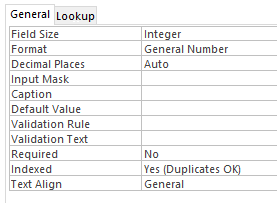 General Lookup
Field Size Integer
Format General Number
Decimal Places Auto
Input Mask
Caption
Default Value
Validation Rule
Validation Text
Required No
Indexed Yes (Duplicates OK)
Text Align General